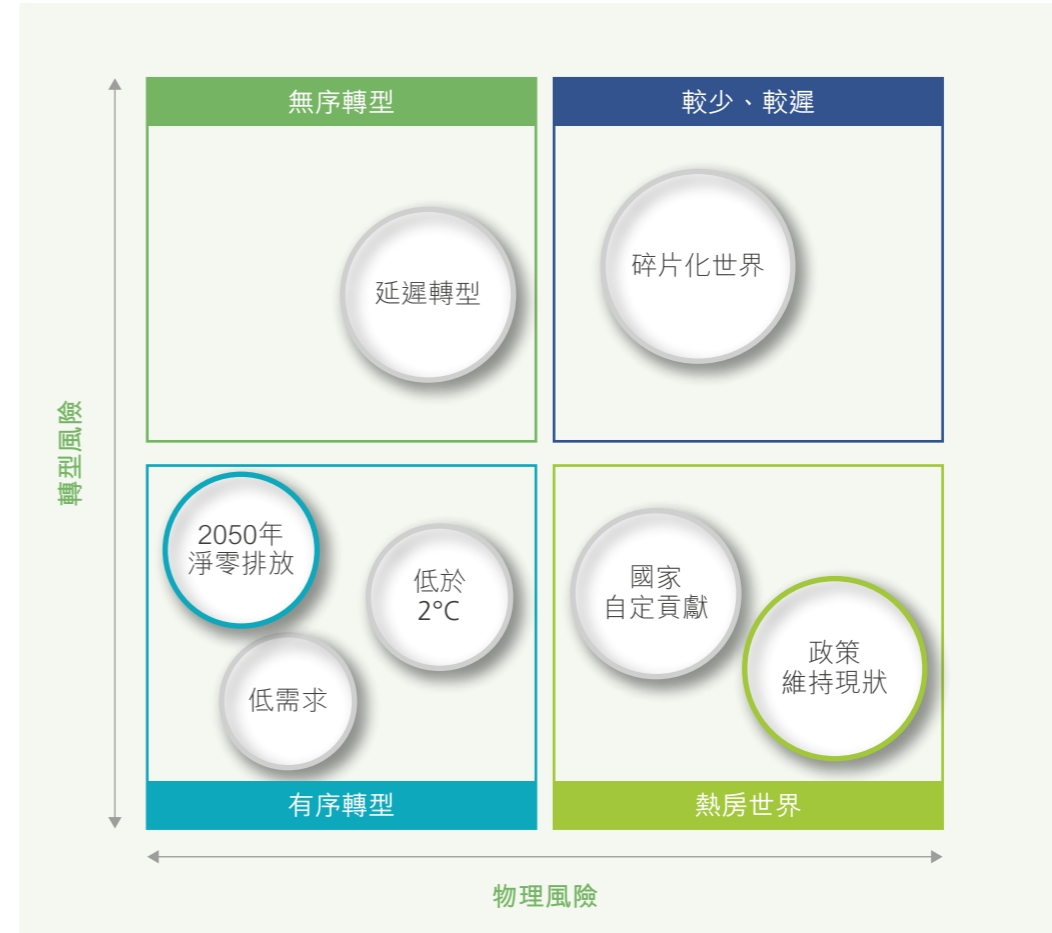 無序轉型
較少、較遲
延遲轉型
碎片化世界
轉型風險
2050年
淨零排放
低於
2°C
低需求
國家
自定貢獻
政策
維持現狀
有序轉型
熱房世界
物理風險